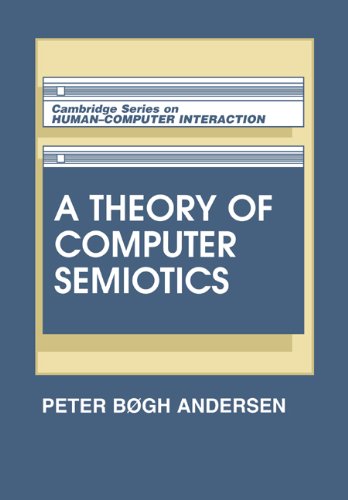 Cambridge Series on
HUMAN–COMPUTER INTERACTION
A THEORY OF
COMPUTER
SEMIOTICS
PETER BØGH ANDERSEN